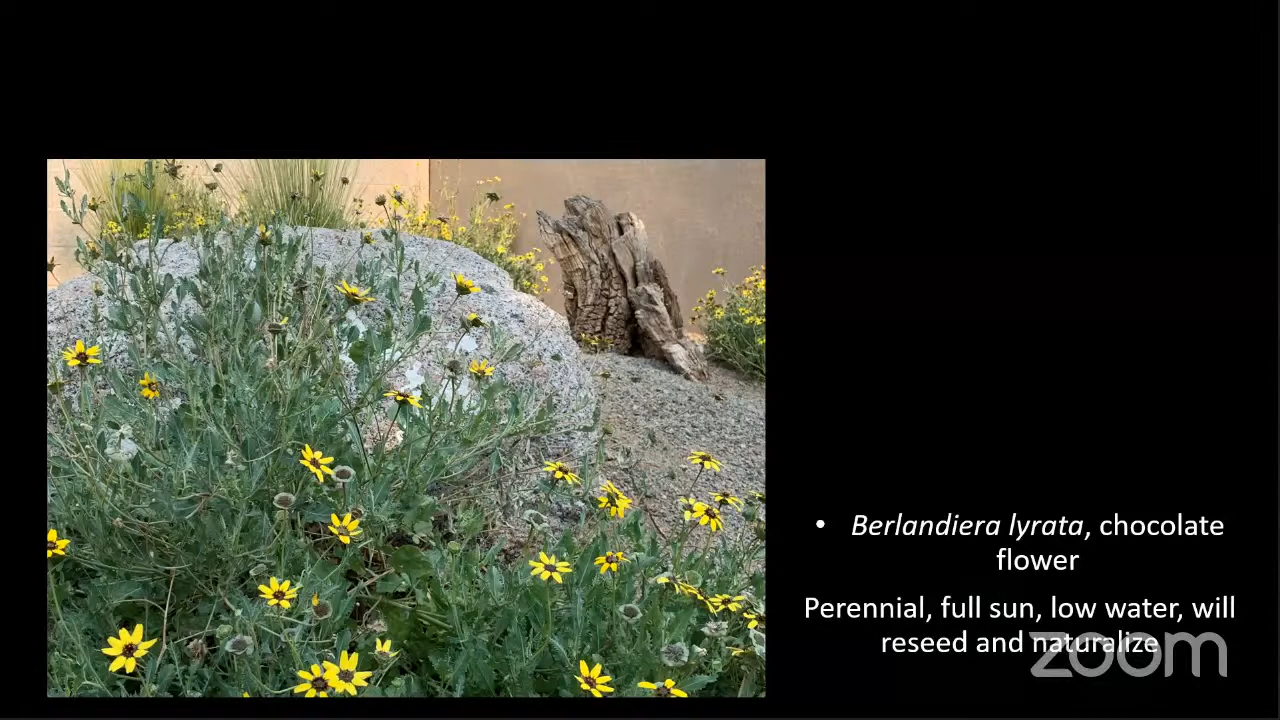 • Berlandiera lyrata, chocolate
flower
Perennial, full sun, low water, will
reseed and naturalize
zoom